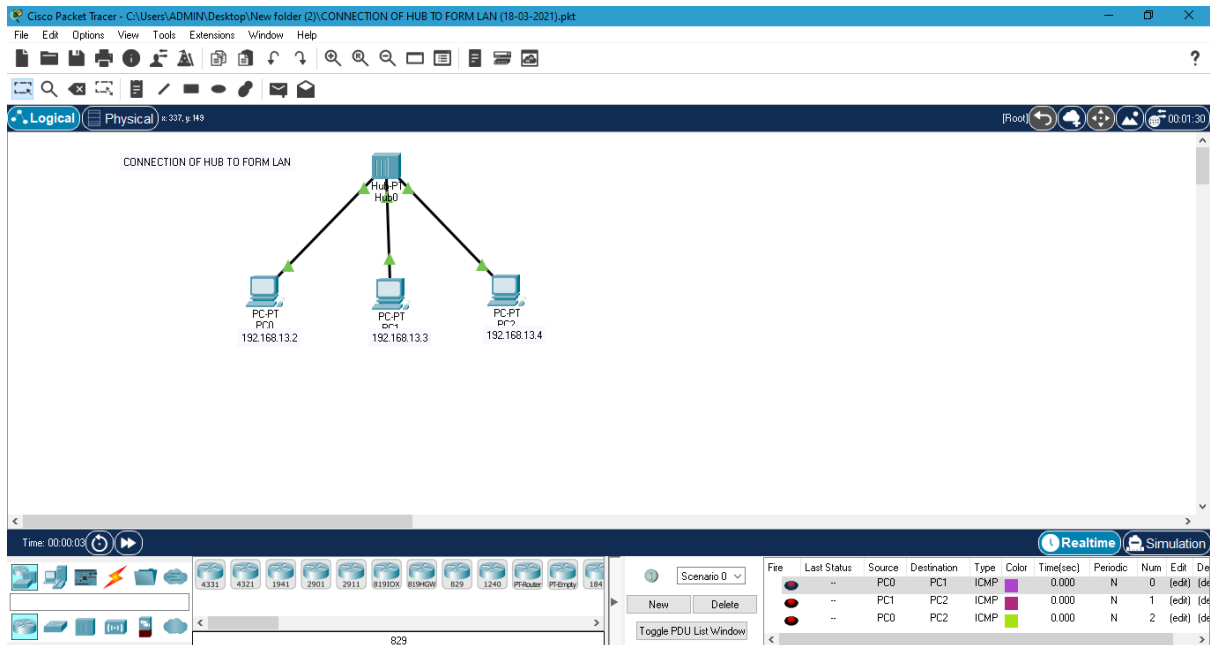 Cisco Packet Tracer - C:\Users\ADMIN\Desktop\New folder (2)\CONNECTION OF HUB TO FORM LAN (18-03-2021).pkt
File Edit Options View Tools Extensions Window Help
?
Logical Physical x: 337, y: 149 [Root] 00:01:30
CONNECTION OF HUB TO FORM LAN
Hub-PT
Hub0
PC-PT PC-PT PC-PT
PC0 PC1 PC2
192.168.13.2 192.168.13.3 192.168.13.4
Time: 00:00:03 Realtime Simulation
4331 4321 1941 2901 2911 819IOX 819HGW 829 1240 PT-Router PT-Empty 184
829
Scenario 0
New Delete
Toggle PDU List Window
Fire Last Status Source Destination Type Color Time(sec) Periodic Num Edit De
-- PC0 PC1 ICMP 0.000 N 0 (edit) (de
-- PC1 PC2 ICMP 0.000 N 1 (edit) (de
-- PC0 PC2 ICMP 0.000 N 2 (edit) (de